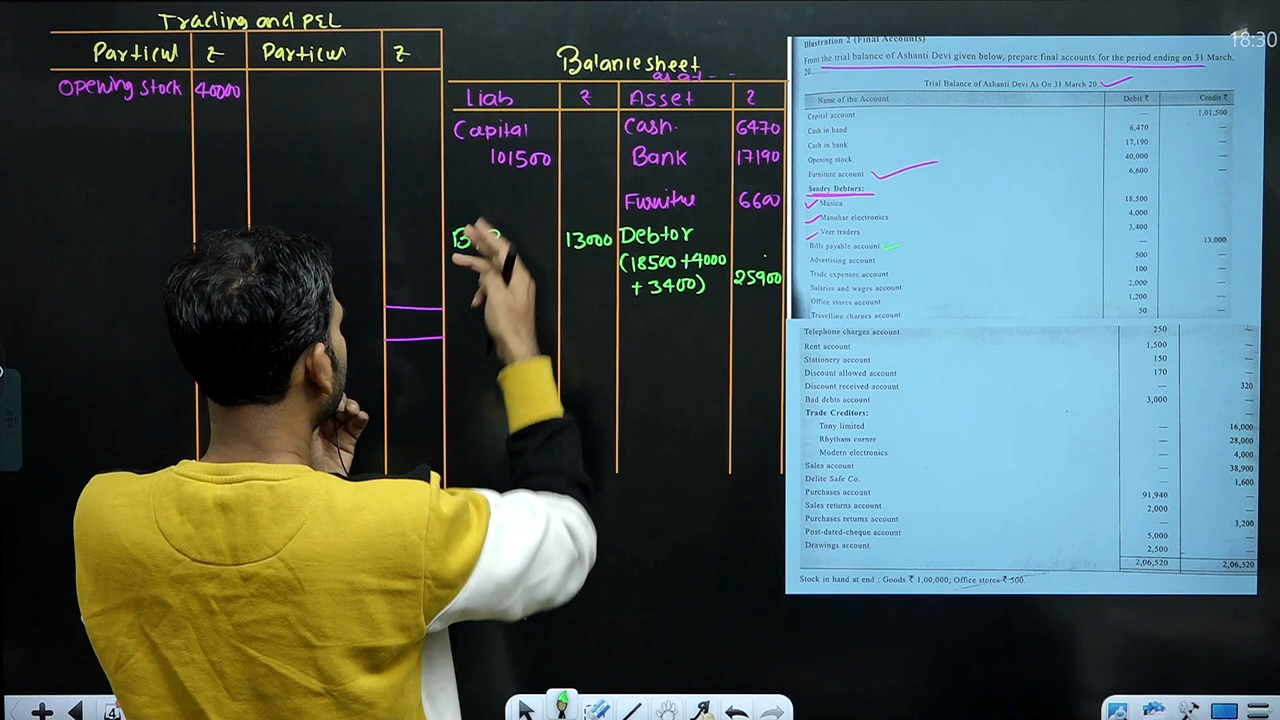 Trading and P&L
Particul ₹ Particul ₹
Opening stock 40000
Balancesheet
as at - - -
Liab ₹ Asset ₹
Capital Cash. 6470
101500 Bank 17190
Furnitu 6600
13000 Debtor
(18500 +4000
+ 3400) 25900
18:30
Illustration 2 (Final Accounts)
From the trial balance of Ashanti Devi given below, prepare final accounts for the period ending on 31 March,
20........
Trial Balance of Ashanti Devi As On 31 March 20..
Name of the Account Debit ₹ Credit ₹
Capital account — 1,01,500
Cash in hand 6,470 —
Cash in bank 17,190 —
Opening stock 40,000 —
Furniture account 6,600 —
Sundry Debtors:
Musica 18,500 —
Manohar electronics 4,000 —
Veer traders 3,400 —
Bills payable account — 13,000
Advertising account 500 —
Trade expenses account 100 —
Salaries and wages account 2,000 —
Office stores account 1,200 —
Travelling charges account 50 —
Telephone charges account 250 —
Rent account 1,500 —
Stationery account 150 —
Discount allowed account 170 —
Discount received account — 320
Bad debts account 3,000 —
Trade Creditors:
Tony limited — 16,000
Rhytham corner — 28,000
Modern electronics — 4,000
Sales account — 38,900
Delite Safe Co. — 1,600
Purchases account 91,940 —
Sales returns account 2,000 —
Purchases returns account — 3,200
Post-dated-cheque account 5,000 —
Drawings account 2,500 —
2,06,520 2,06,520
Stock in hand at end : Goods ₹ 1,00,000; Office stores ₹ 500